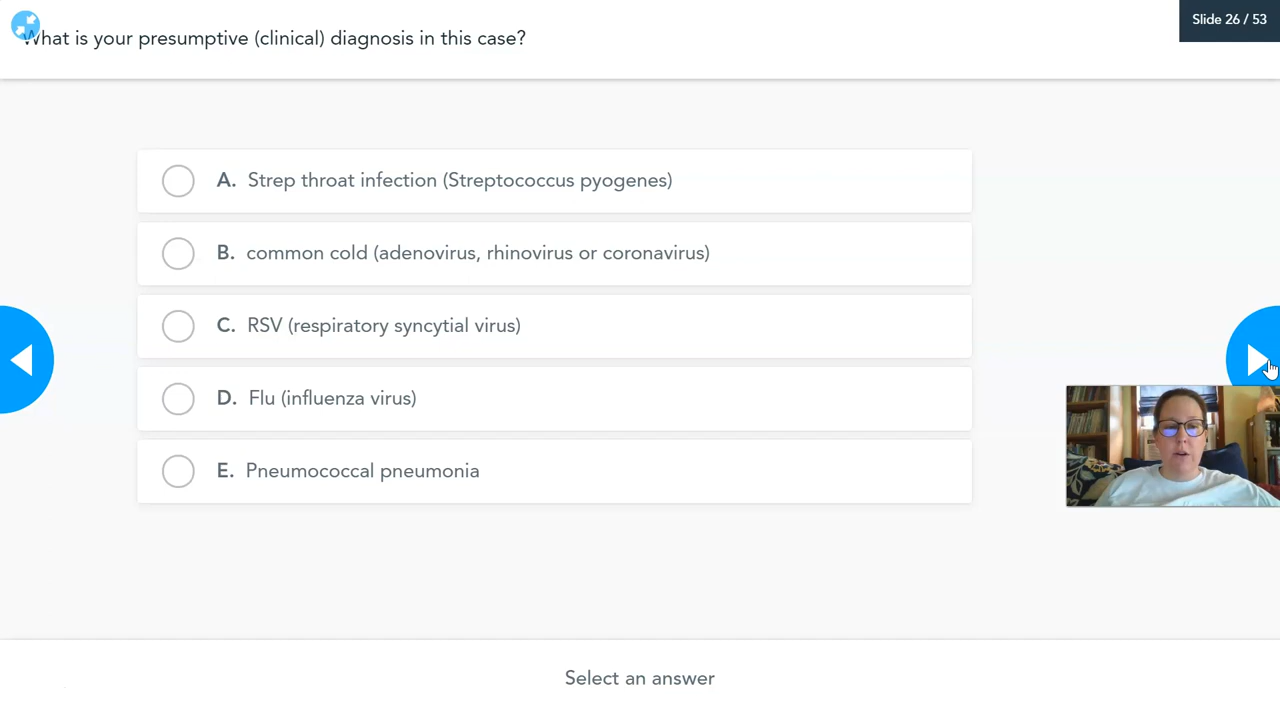 What is your presumptive (clinical) diagnosis in this case?
Slide 26 / 53
A. Strep throat infection (Streptococcus pyogenes)
B. common cold (adenovirus, rhinovirus or coronavirus)
C. RSV (respiratory syncytial virus)
D. Flu (influenza virus)
E. Pneumococcal pneumonia
Select an answer